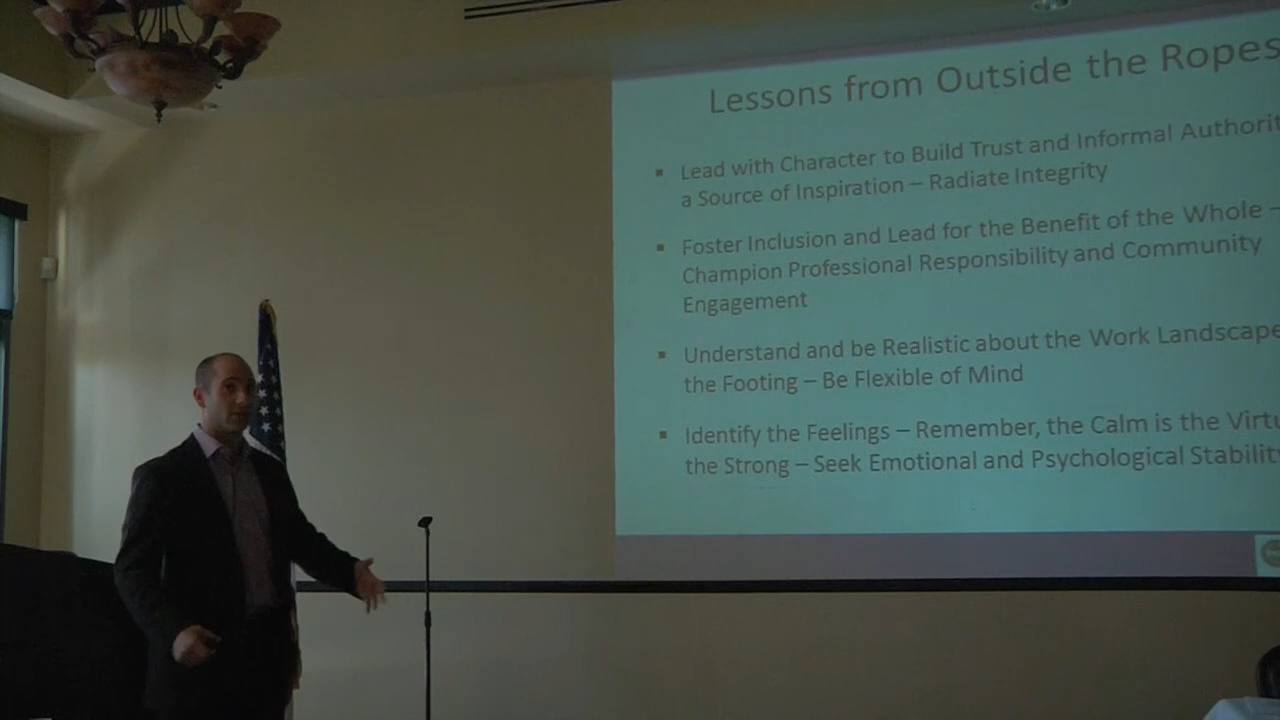 Lessons from Outside the Ropes
▪ Lead with Character to Build Trust and Informal
a Source of Inspiration – Radiate Integrity
▪ Foster Inclusion and Lead for the Benefit of the Whole –
Champion Professional Responsibility and Community
Engagement
▪ Understand and be Realistic about the Work Landscape
the Footing – Be Flexible of Mind
▪ Identify the Feelings – Remember, the Calm is the
the Strong – Seek Emotional and Psychological Stability